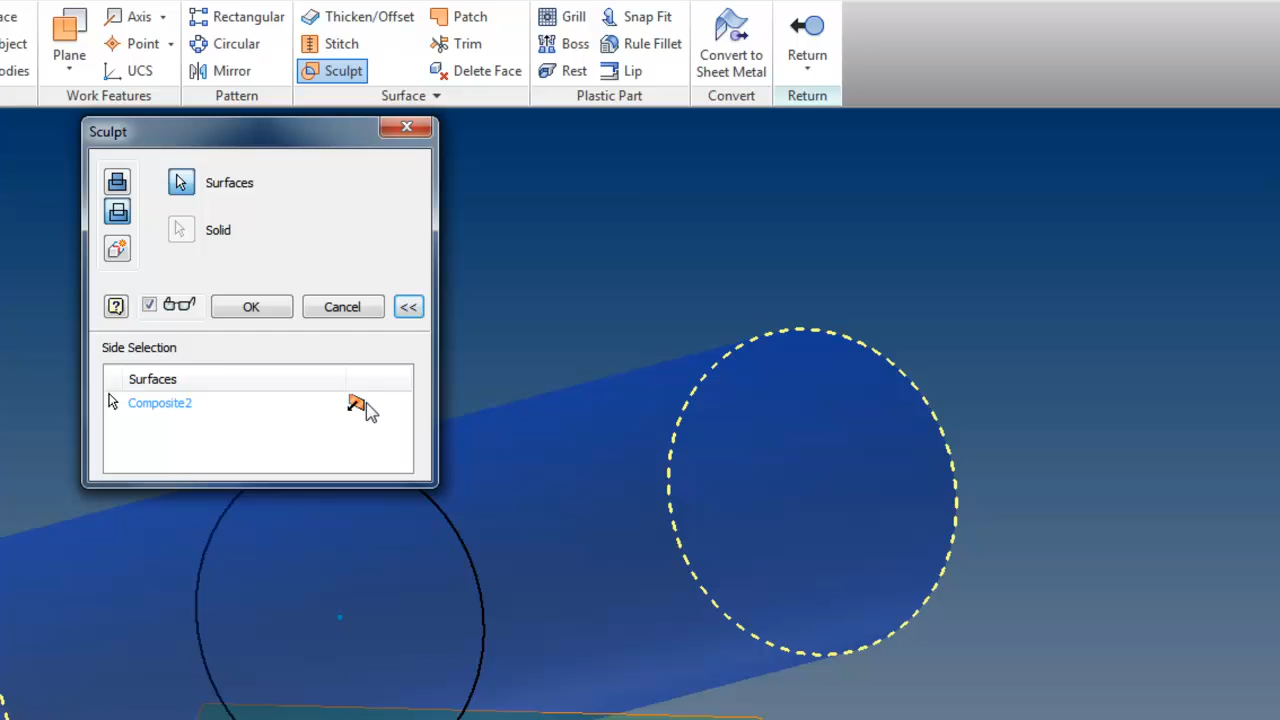 ace Axis Rectangular Thicken/Offset Patch Grill Snap Fit
bject Plane Point Circular Stitch Trim Boss Rule Fillet Convert to Sheet Metal Return
odies UCS Mirror Sculpt Delete Face Rest Lip
Work Features Pattern Surface Plastic Part Convert Return
Sculpt
Surfaces
Solid
OK Cancel <<
Side Selection
Surfaces
Composite2